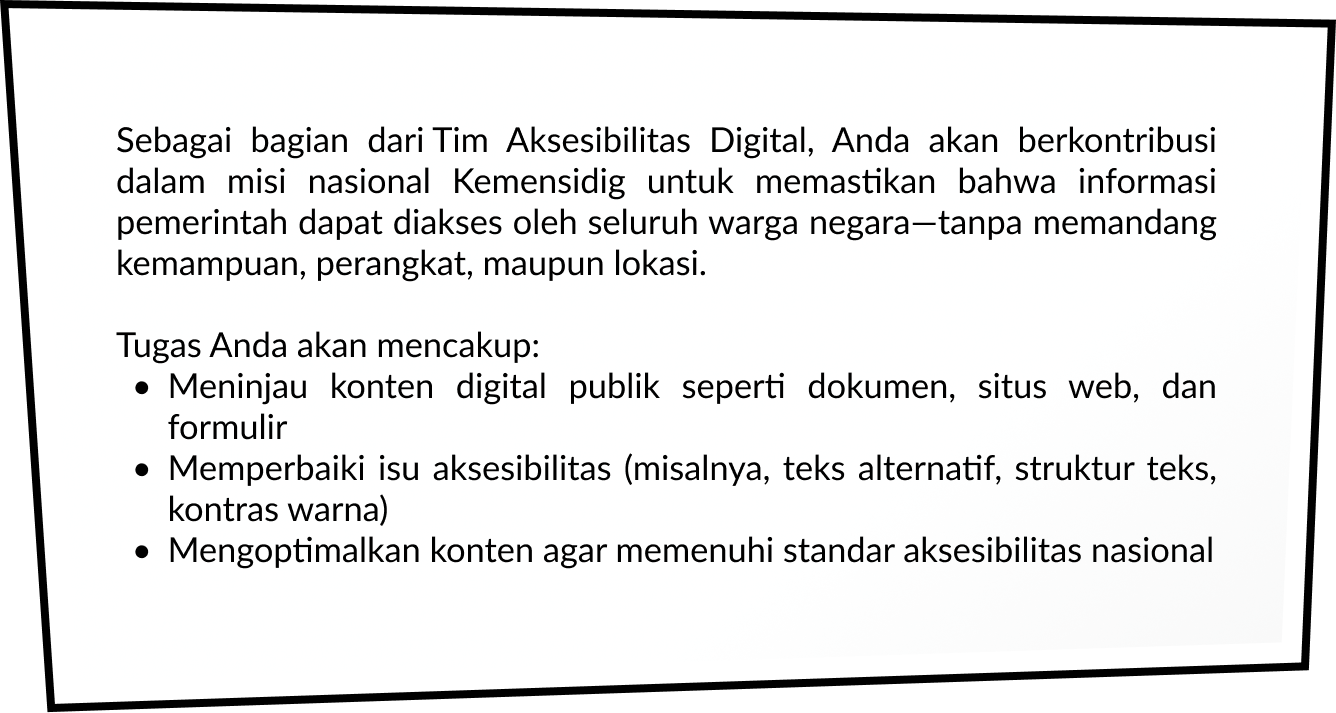 Sebagai bagian dari Tim Aksesibilitas Digital, Anda akan berkontribusi
dalam misi nasional Kemensidig untuk memastikan bahwa informasi
pemerintah dapat diakses oleh seluruh warga negara—tanpa memandang
kemampuan, perangkat, maupun lokasi.

Tugas Anda akan mencakup:
• Meninjau konten digital publik seperti dokumen, situs web, dan
formulir
• Memperbaiki isu aksesibilitas (misalnya, teks alternatif, struktur teks,
kontras warna)
• Mengoptimalkan konten agar memenuhi standar aksesibilitas nasional